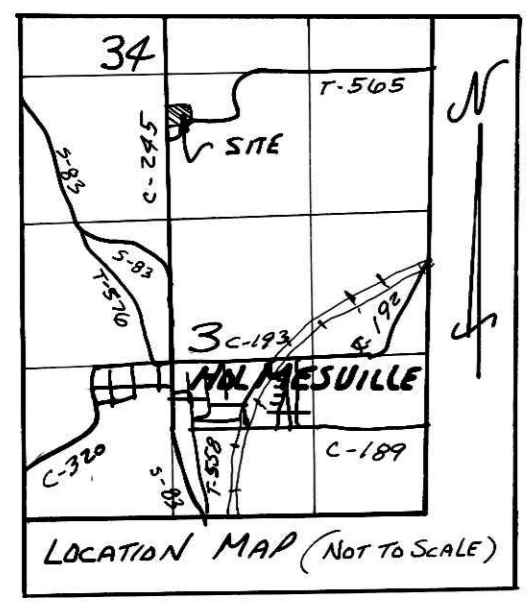 34
T-565
N
C-245
SITE
S-83
S-83
T-576
3 C-193
& 192
HOLMESVILLE
C-320
S-83
T-558
C-189
LOCATION MAP (NOT TO SCALE)